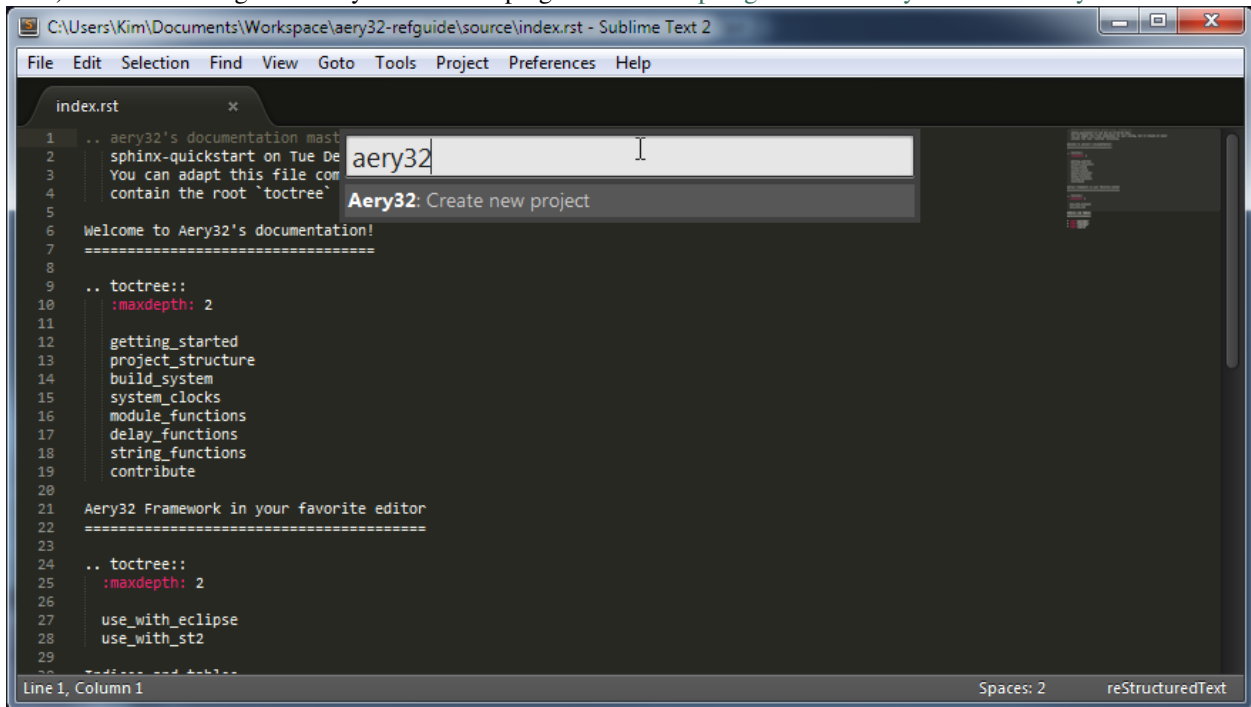 C:\Users\Kim\Documents\Workspace\aery32-refguide\source\index.rst - Sublime Text 2
File Edit Selection Find View Goto Tools Project Preferences Help
index.rst ×
1 .. aery32's documentation mast
2 sphinx-quickstart on Tue De
3 You can adapt this file com
4 contain the root `toctree`
aery32
Aery32: Create new project
5
6 Welcome to Aery32's documentation!
7 ==================================
8
9 .. toctree::
10 :maxdepth: 2
11
12 getting_started
13 project_structure
14 build_system
15 system_clocks
16 module_functions
17 delay_functions
18 string_functions
19 contribute
20
21 Aery32 Framework in your favorite editor
22 ========================================
23
24 .. toctree::
25 :maxdepth: 2
26
27 use_with_eclipse
28 use_with_st2
29
Line 1, Column 1 Spaces: 2 reStructuredText